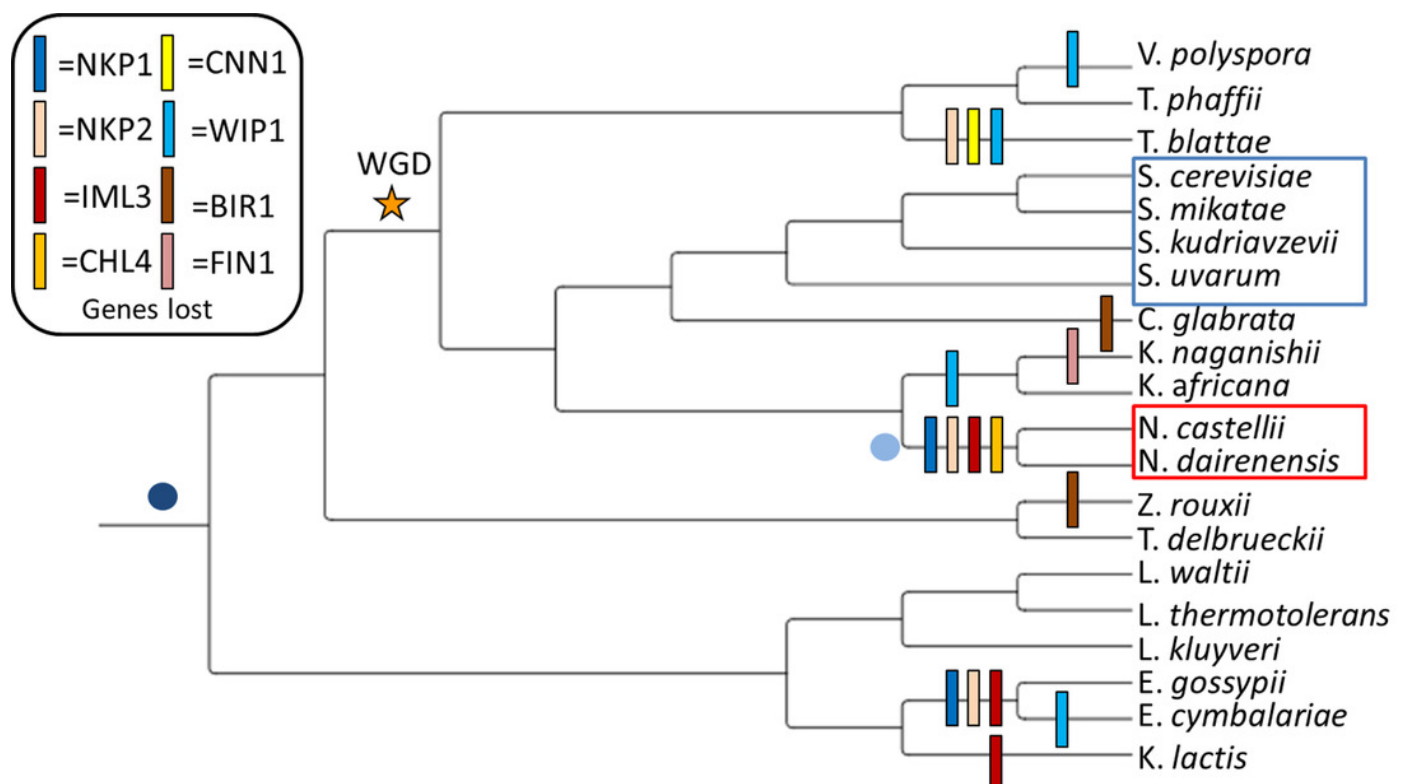 =NKP1 =CNN1
=NKP2 =WIP1
=IML3 =BIR1
=CHL4 =FIN1
Genes lost
WGD
V. polyspora
T. phaffii
T. blattae
S. cerevisiae
S. mikatae
S. kudriavzevii
S. uvarum
C. glabrata
K. naganishii
K. africana
N. castellii
N. dairenensis
Z. rouxii
T. delbrueckii
L. waltii
L. thermotolerans
L. kluyveri
E. gossypii
E. cymbalariae
K. lactis